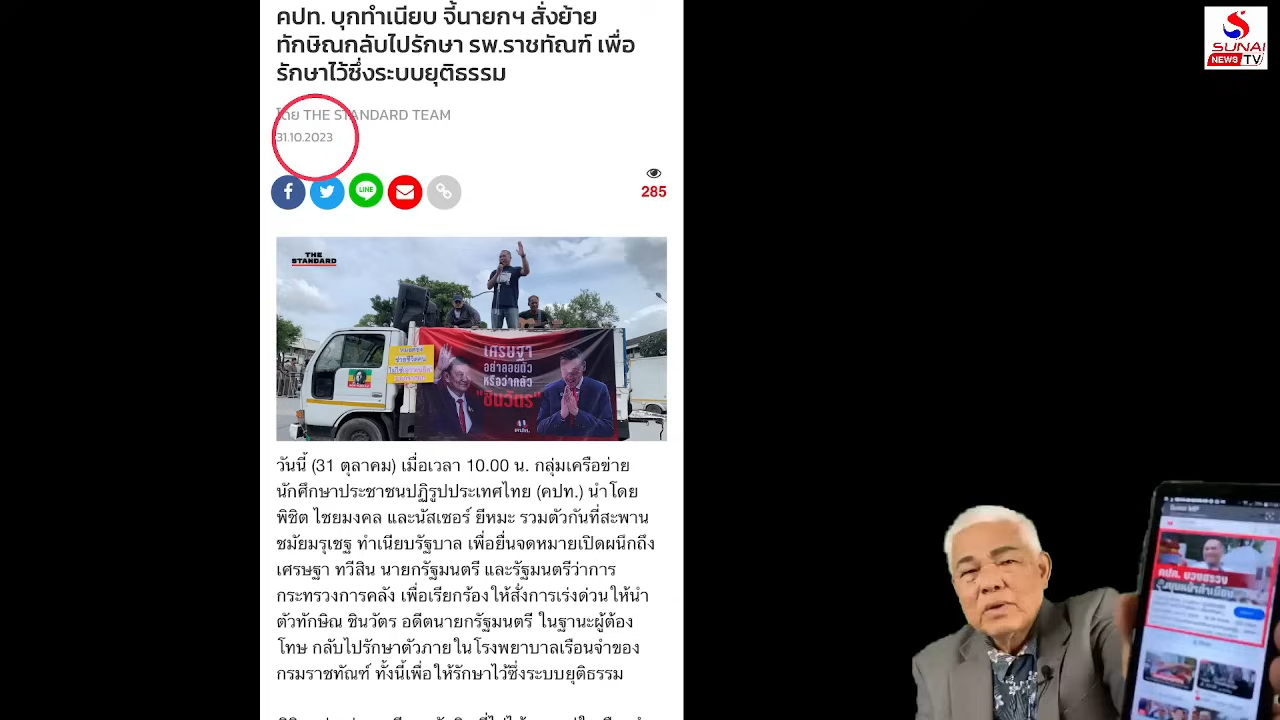 คปท. บุกทำเนียบ จี้นายกฯ สั่งย้าย
ทักษิณกลับไปรักษา รพ.ราชทัณฑ์ เพื่อ
รักษาไว้ซึ่งระบบยุติธรรม
โดย THE STANDARD TEAM
31.10.2023
LINE
285
THE
STANDARD
เศรษฐา
อย่าลอยตัว
หรือว่ากลัว
"ชินวัตร"
วันนี้ (31 ตุลาคม) เมื่อเวลา 10.00 น. กลุ่มเครือข่าย
นักศึกษาประชาชนปฏิรูปประเทศไทย (คปท.) นำโดย
พิชิต ไชยมงคล และนัสเซอร์ ยีหมะ รวมตัวกันที่สะพาน
ชมัยมรุเชฐ ทำเนียบรัฐบาล เพื่อยื่นจดหมายเปิดผนึกถึง
เศรษฐา ทวีสิน นายกรัฐมนตรี และรัฐมนตรีว่าการ
กระทรวงการคลัง เพื่อเรียกร้องให้สั่งการเร่งด่วนให้นำ
ตัวทักษิณ ชินวัตร อดีตนายกรัฐมนตรี ในฐานะผู้ต้อง
โทษ กลับไปรักษาตัวภายในโรงพยาบาลเรือนจำของ
กรมราชทัณฑ์ ทั้งนี้เพื่อให้รักษาไว้ซึ่งระบบยุติธรรม
SUNAI
NEWS TV